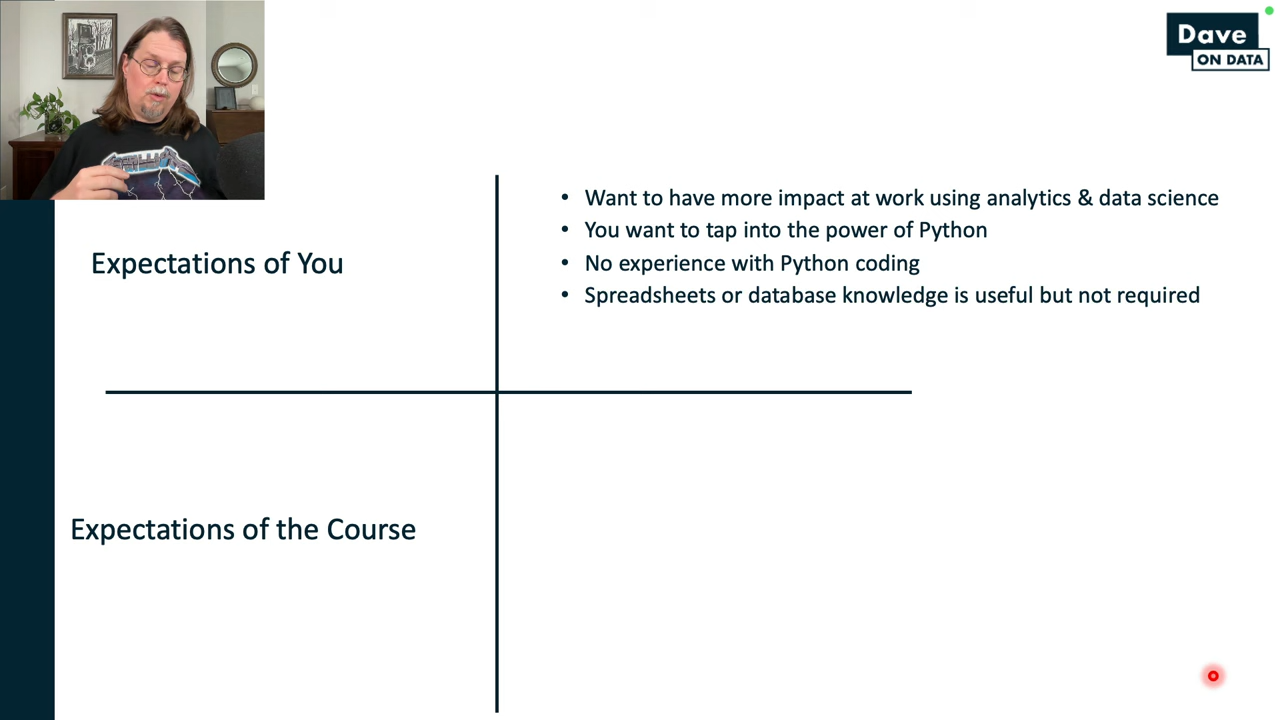 Dave
ON DATA
Expectations of You
• Want to have more impact at work using analytics & data science
• You want to tap into the power of Python
• No experience with Python coding
• Spreadsheets or database knowledge is useful but not required
Expectations of the Course